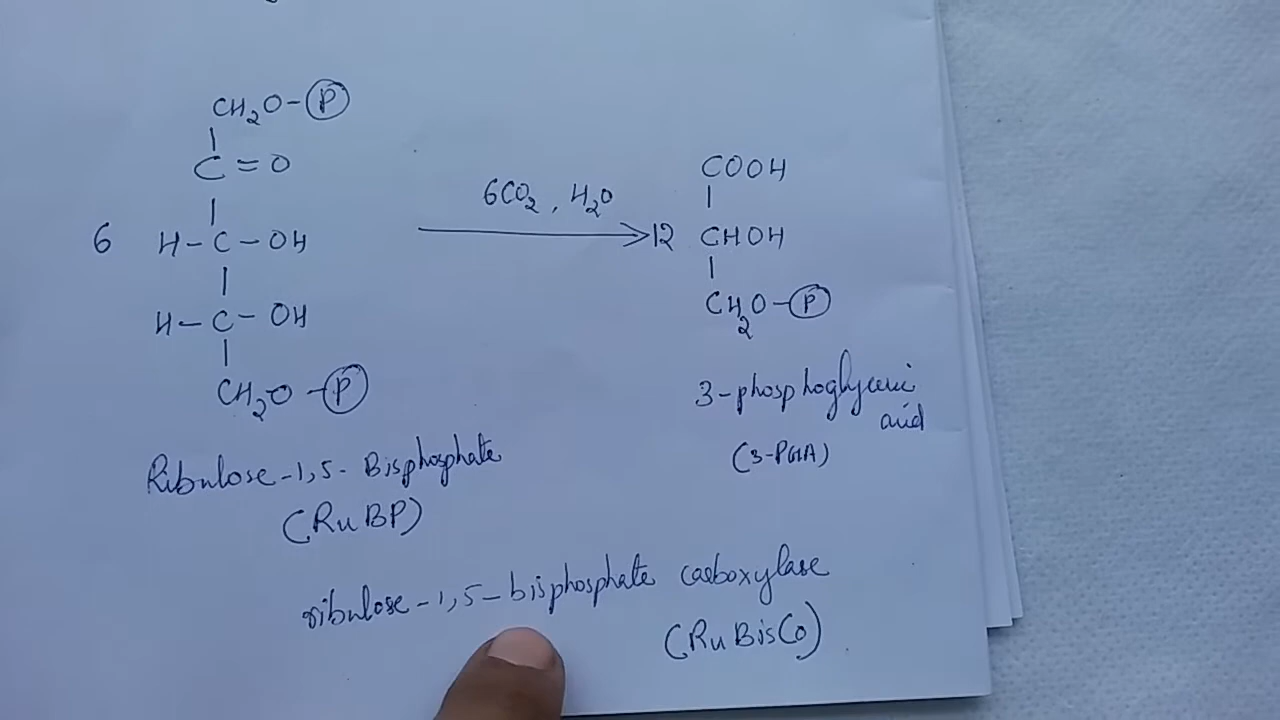 CH2O-Ⓟ
|
C=O
|
6 H-C-OH
|
H-C-OH
|
CH2O-Ⓟ
Ribulose-1,5-Bisphosphate
(RuBP)
6CO2, H2O
12 COOH
|
CHOH
|
CH2O-Ⓟ
3-phosphoglyceric
acid
(3-PGA)
ribulose-1,5-bisphosphate carboxylase
(RuBisCo)